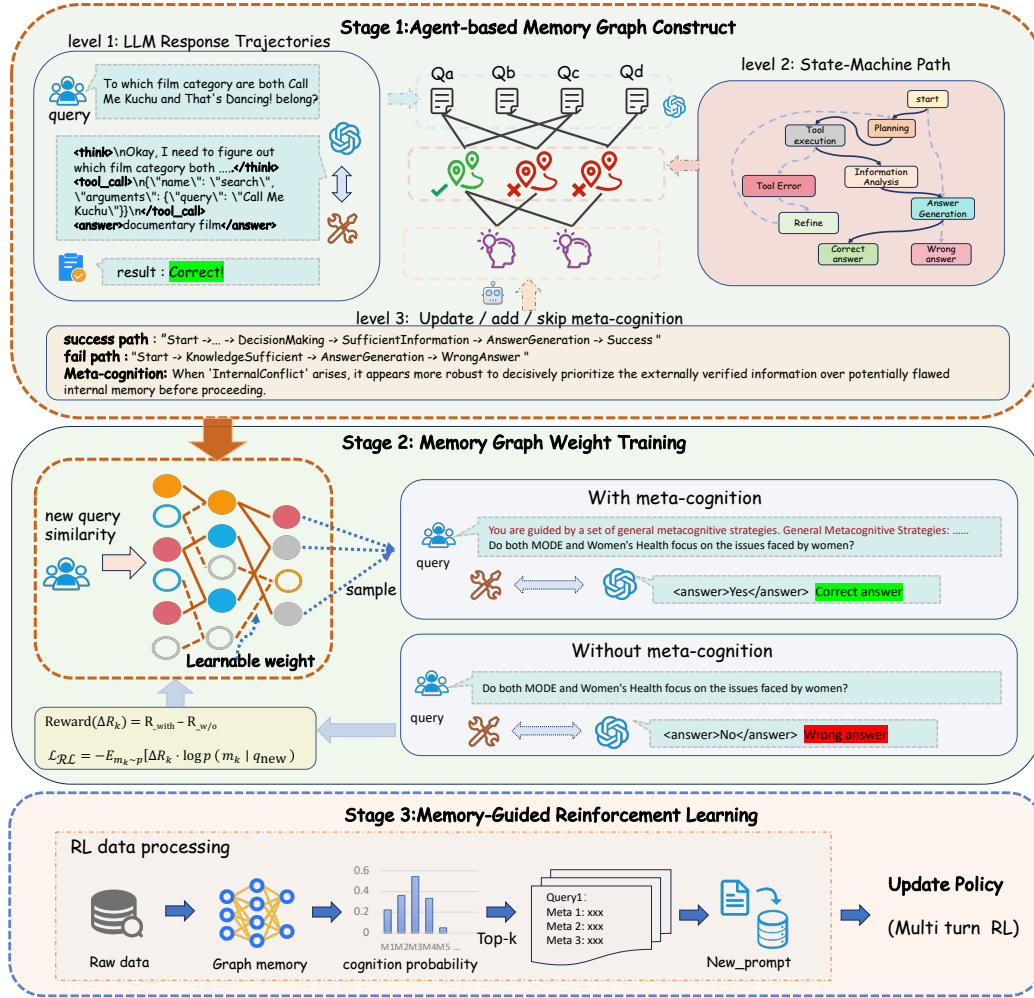 Stage 1:Agent-based Memory Graph Construct
level 1: LLM Response Trajectories
To which film category are both Call
Me Kuchu and That's Dancing! belong?
query
<think>\nOkay, I need to figure out
which film category both ....</think>
<tool_call>\n{\"name\": \"search\",
\"arguments\": {\"query\": \"Call Me
Kuchu\"}}\n</tool_call>
<answer>documentary film</answer>
result : Correct!
Qa
Qb
Qc
Qd
level 2: State-Machine Path
start
Planning
Tool
execution
Information
Analysis
Tool Error
Answer
Generation
Refine
Correct
answer
Wrong
answer
level 3: Update / add / skip meta-cognition
success path : "Start ->... -> DecisionMaking -> SufficientInformation -> AnswerGeneration -> Success "
fail path : "Start -> KnowledgeSufficient -> AnswerGeneration -> WrongAnswer "
Meta-cognition: When 'InternalConflict' arises, it appears more robust to decisively prioritize the externally verified information over potentially flawed
internal memory before proceeding.
Stage 2: Memory Graph Weight Training
new query
similarity
Learnable weight
sample
With meta-cognition
You are guided by a set of general metacognitive strategies. General Metacognitive Strategies: ......
Do both MODE and Women's Health focus on the issues faced by women?
query
<answer>Yes</answer> Correct answer
Without meta-cognition
Do both MODE and Women's Health focus on the issues faced by women?
query
<answer>No</answer> Wrong answer
Reward(ΔR_k) = R_with – R_w/o
ℒ_ℛℒ = −E_{m_k~p}[ΔR_k · log p ( m_k | q_new )
Stage 3:Memory-Guided Reinforcement Learning
RL data processing
Raw data
Graph memory
0.6
0.4
0.2
0
M1M2M3M4M5 ...
cognition probability
Top-k
Query1:
Meta 1: xxx
Meta 2: xxx
Meta 3: xxx
New_prompt
Update Policy
(Multi turn RL)